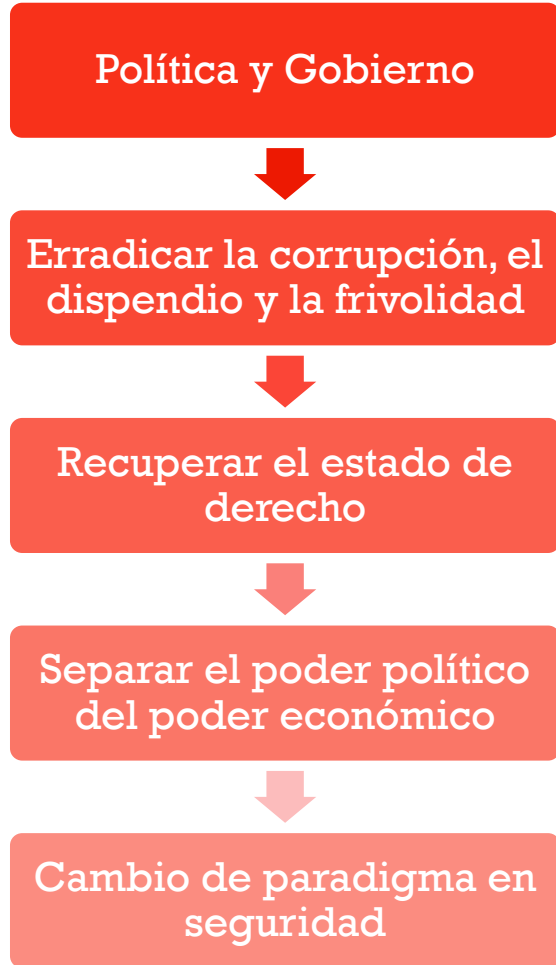 Política y Gobierno
Erradicar la corrupción, el
dispendio y la frivolidad
Recuperar el estado de
derecho
Separar el poder político
del poder económico
Cambio de paradigma en
seguridad